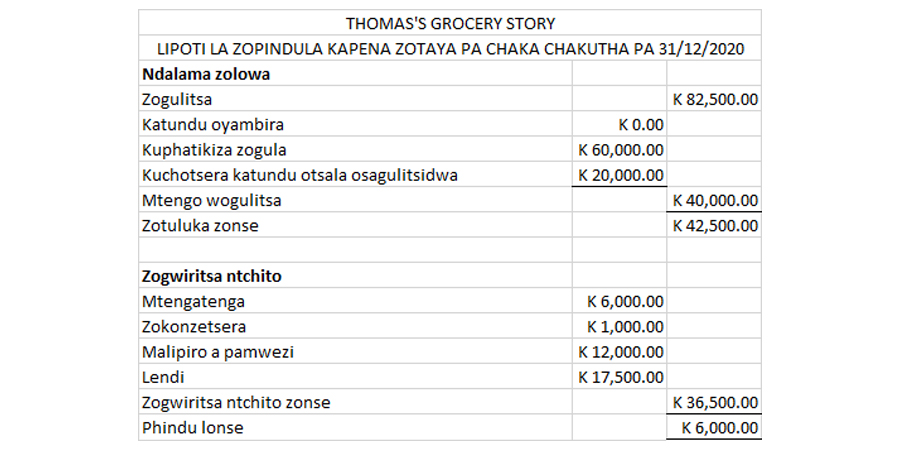 THOMAS'S GROCERY STORY
LIPOTI LA ZOPINDULA KAPENA ZOTAYA PA CHAKA CHAKUTHA PA 31/12/2020
Ndalama zolowa
Zogulitsa K 82,500.00
Katundu oyambira K 0.00
Kuphatikiza zogula K 60,000.00
Kuchotsera katundu otsala osagulitsidwa K 20,000.00
Mtengo wogulitsa K 40,000.00
Zotuluka zonse K 42,500.00
Zogwiritsa ntchito
Mtengatenga K 6,000.00
Zokonzetsera K 1,000.00
Malipiro a pamwezi K 12,000.00
Lendi K 17,500.00
Zogwiritsa ntchito zonse K 36,500.00
Phindu lonse K 6,000.00